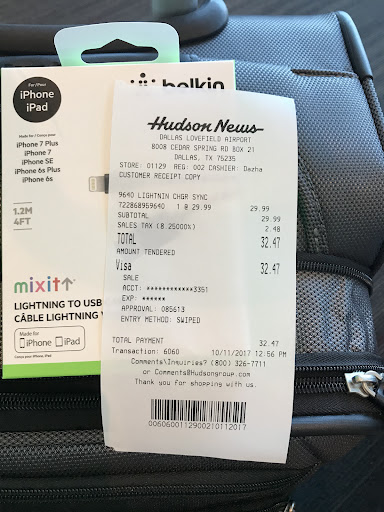 For/Pour
iPhone
iPad
belkin
Made for / Conçu pour
iPhone 7 Plus
iPhone 7
iPhone SE
iPhone 6s Plus
iPhone 6s
1.2M
4FT
mixit↑
LIGHTNING TO USB
CÂBLE LIGHTNING
Made for
iPhone iPad
Conçu pour iPhone, iPad
Hudson News
DALLAS LOVEFIELD AIRPORT
8008 CEDAR SPRING RD BOX 21
DALLAS, TX 75235
STORE: 01129 REG: 002 CASHIER: Dazha
CUSTOMER RECEIPT COPY
9640 LIGHTNIN CHGR SYNC
722868959640 1 @ 29.99 29.99
SUBTOTAL 29.99
SALES TAX (8.25000%) 2.48
TOTAL 32.47
AMOUNT TENDERED
Visa 32.47
SALE
ACCT: ************3351
EXP: ******
APPROVAL: 085613
ENTRY METHOD: SWIPED
TOTAL PAYMENT 32.47
Transaction: 6060 10/11/2017 12:56 PM
Comments\Inquiries? (800) 326-7711
or Comments@Hudsongroup.com
Thank you for shopping with us.
0060600112900210112017